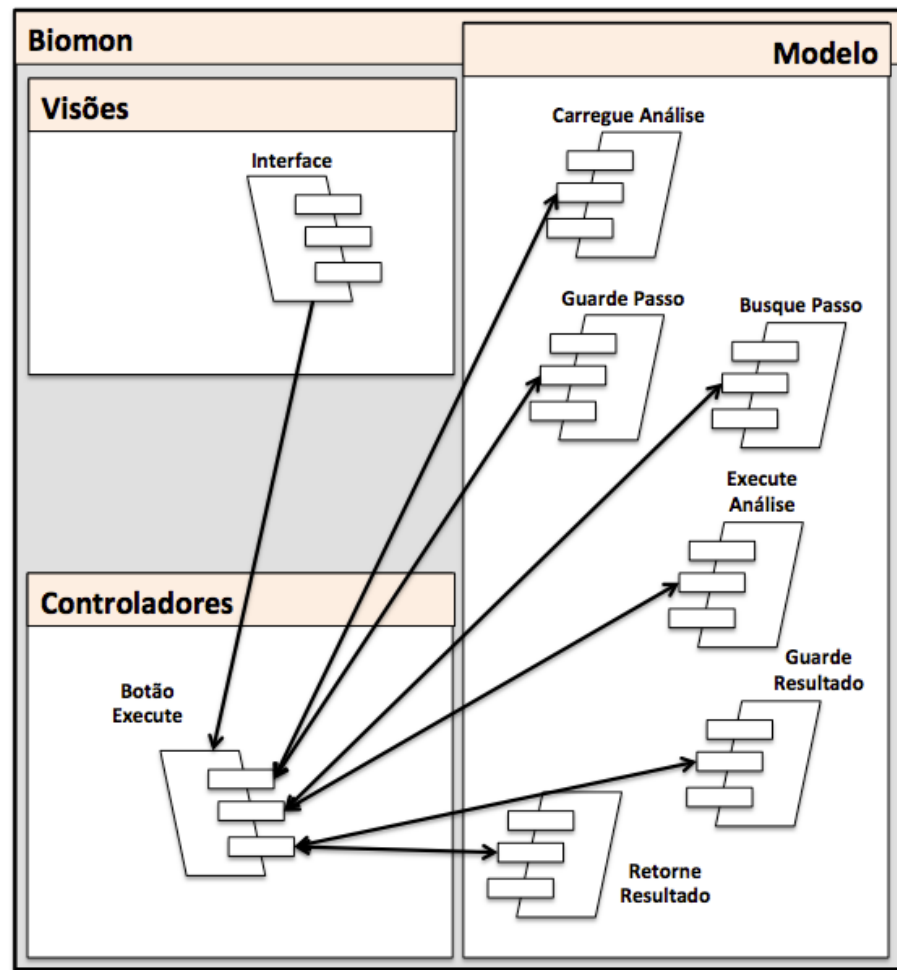 Biomon
Modelo
Visões
Interface
Carregue Análise
Guarde Passo
Busque Passo
Execute
Análise
Controladores
Botão
Execute
Guarde
Resultado
Retorne
Resultado